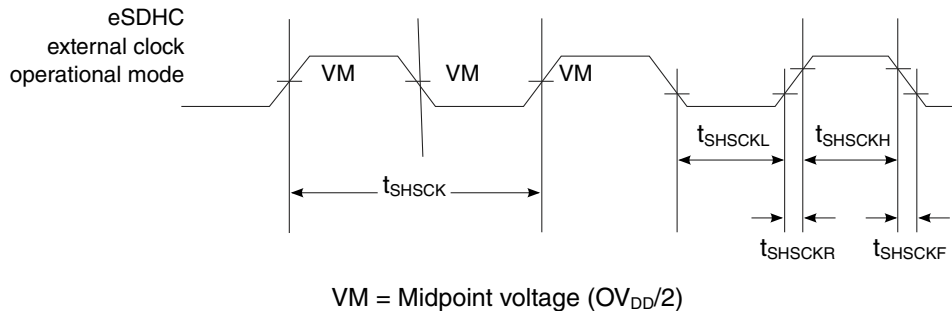 eSDHC
external clock
operational mode
VM VM VM
tSHSCKL tSHSCKH
tSHSCK
tSHSCKR tSHSCKF
VM = Midpoint voltage (OVDD/2)